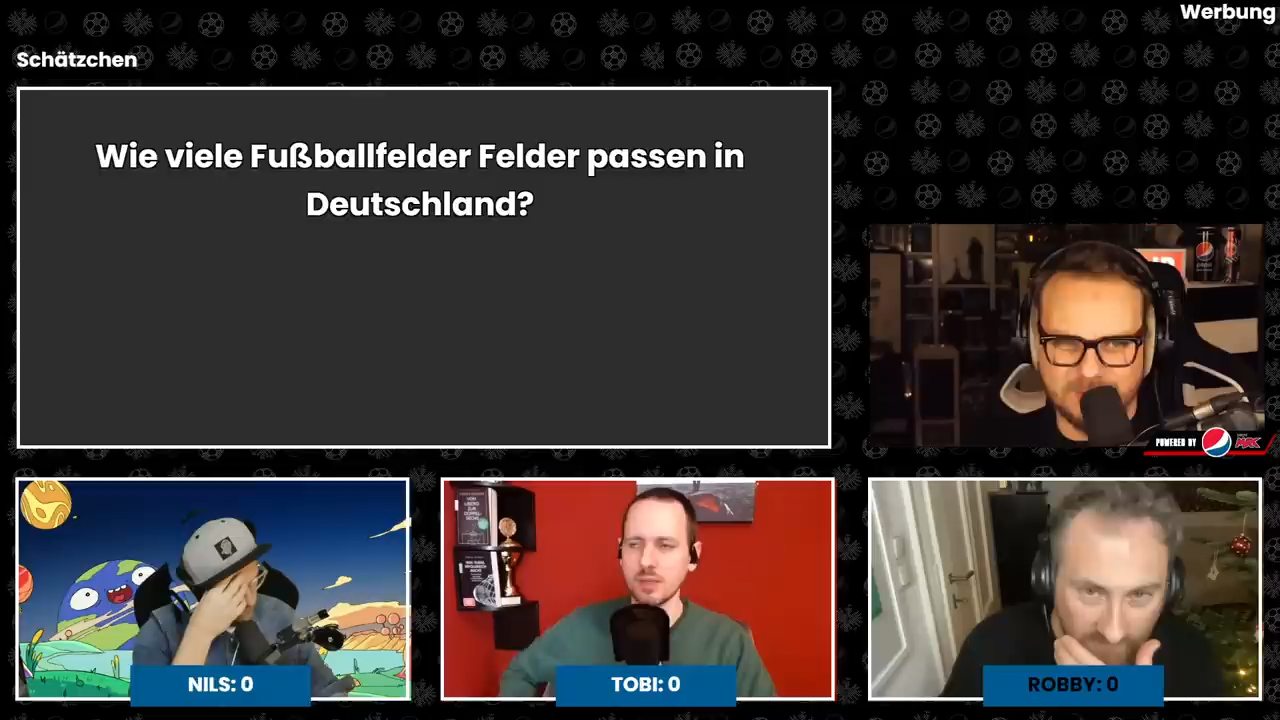 Werbung
Schätzchen
Wie viele Fußballfelder Felder passen in
Deutschland?
POWERED BY
NILS: 0
TOBI: 0
ROBBY: 0